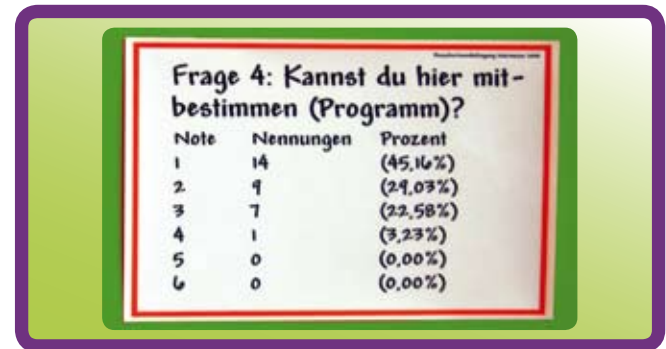 Frage 4: Kannst du hier mit-
bestimmen (Programm)?
Note Nennungen Prozent
1 14 (45,16%)
2 9 (29,03%)
3 7 (22,58%)
4 1 (3,23%)
5 0 (0,00%)
6 0 (0,00%)